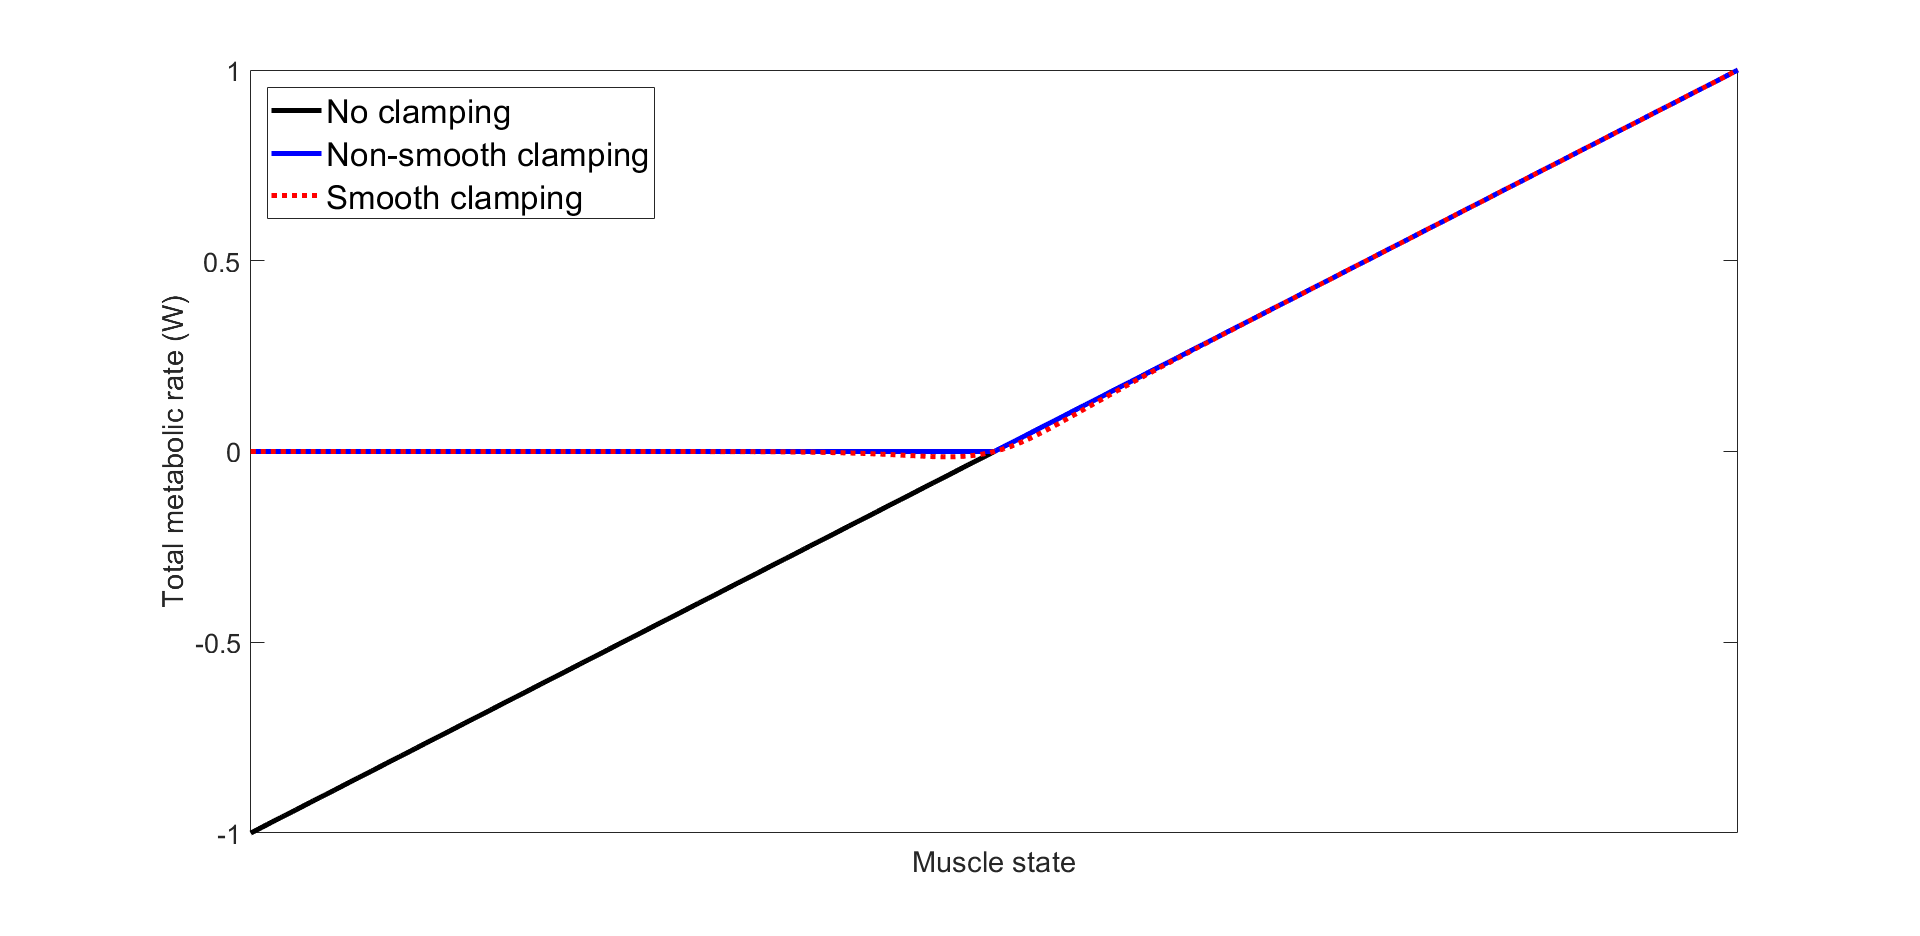 1
No clamping
Non-smooth clamping
Smooth clamping
0.5
Total metabolic rate (W)
0
-0.5
-1
Muscle state